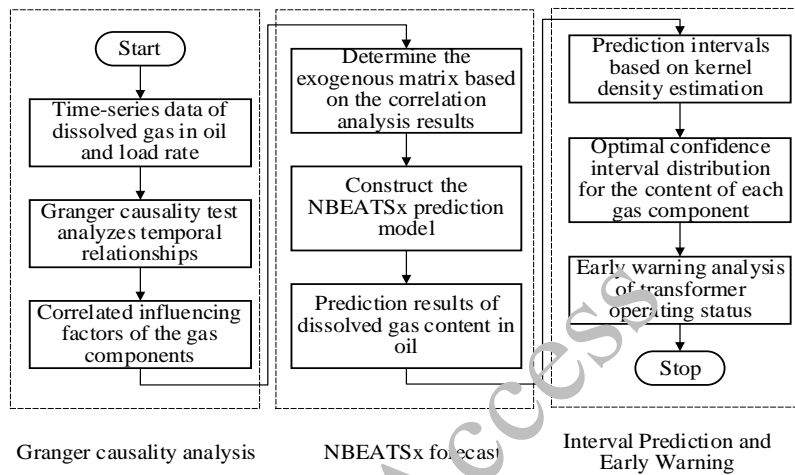 Start
Time-series data of
dissolved gas in oil
and load rate
Granger causality test
analyzes temporal
relationships
Correlated influencing
factors of the gas
components
Granger causality analysis
Determine the
exogenous matrix based
on the correlation
analysis results
Construct the
NBEATSx prediction
model
Prediction results of
dissolved gas content in
oil
NBEATSx forecast
Prediction intervals
based on kernel
density estimation
Optimal confidence
interval distribution
for the content of each
gas component
Early warning analysis
of transformer
operating status
Stop
Interval Prediction and
Early Warning
Access